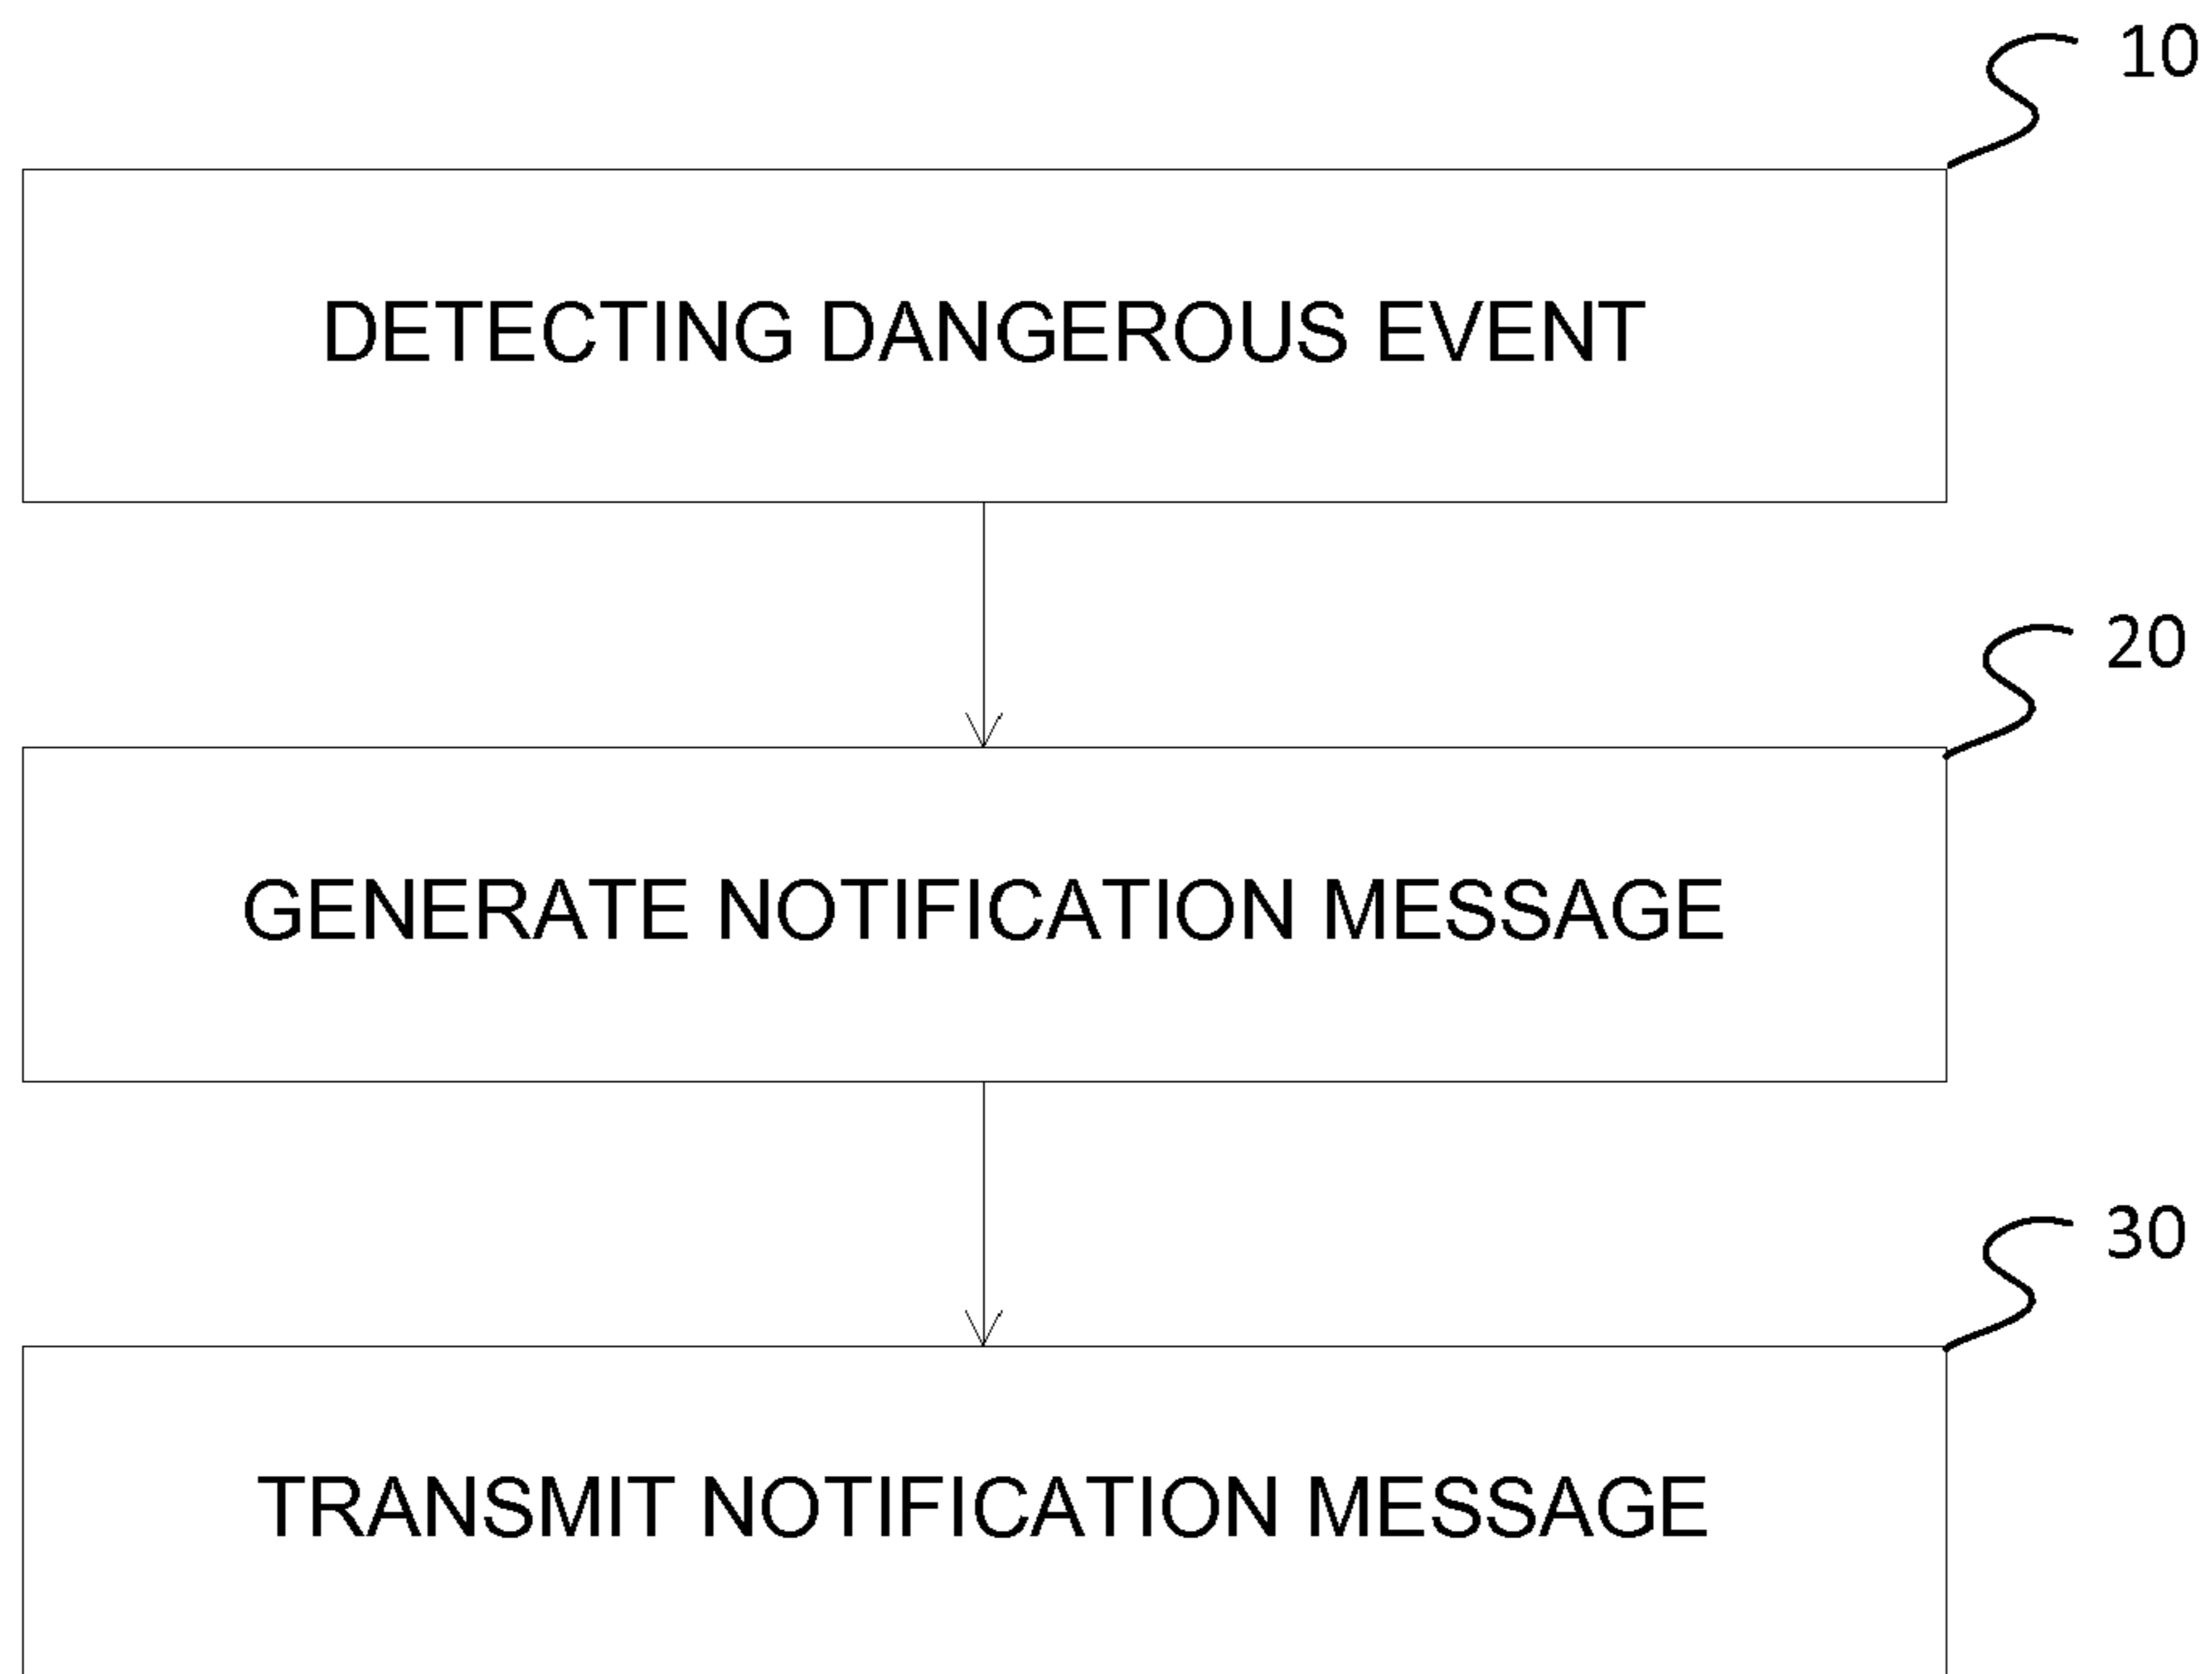 10
DETECTING DANGEROUS EVENT
20
GENERATE NOTIFICATION MESSAGE
30
TRANSMIT NOTIFICATION MESSAGE